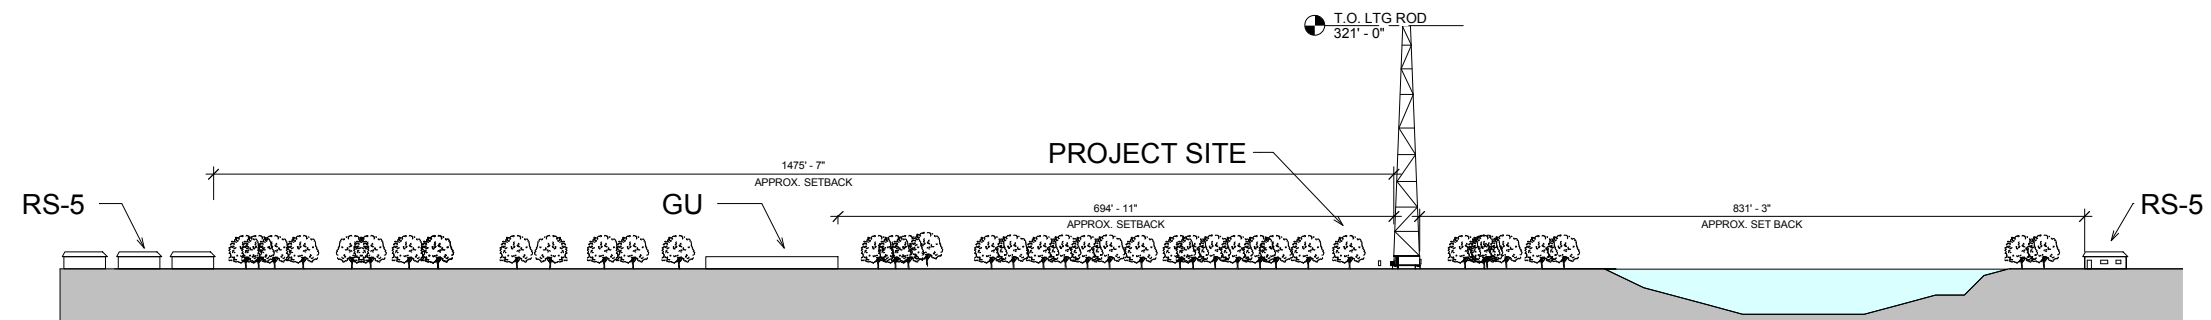 T.O. LTG ROD
321' - 0"
1475' - 7"
APPROX. SETBACK
PROJECT SITE
RS-5
GU
694' - 11"
APPROX. SETBACK
831' - 3"
APPROX. SET BACK
RS-5